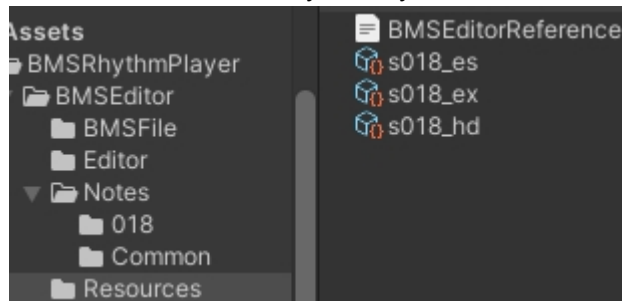 Assets
BMSRhythmPlayer
BMSEditor
BMSFile
Editor
Notes
018
Common
Resources
BMSEditorReference
s018_es
s018_ex
s018_hd